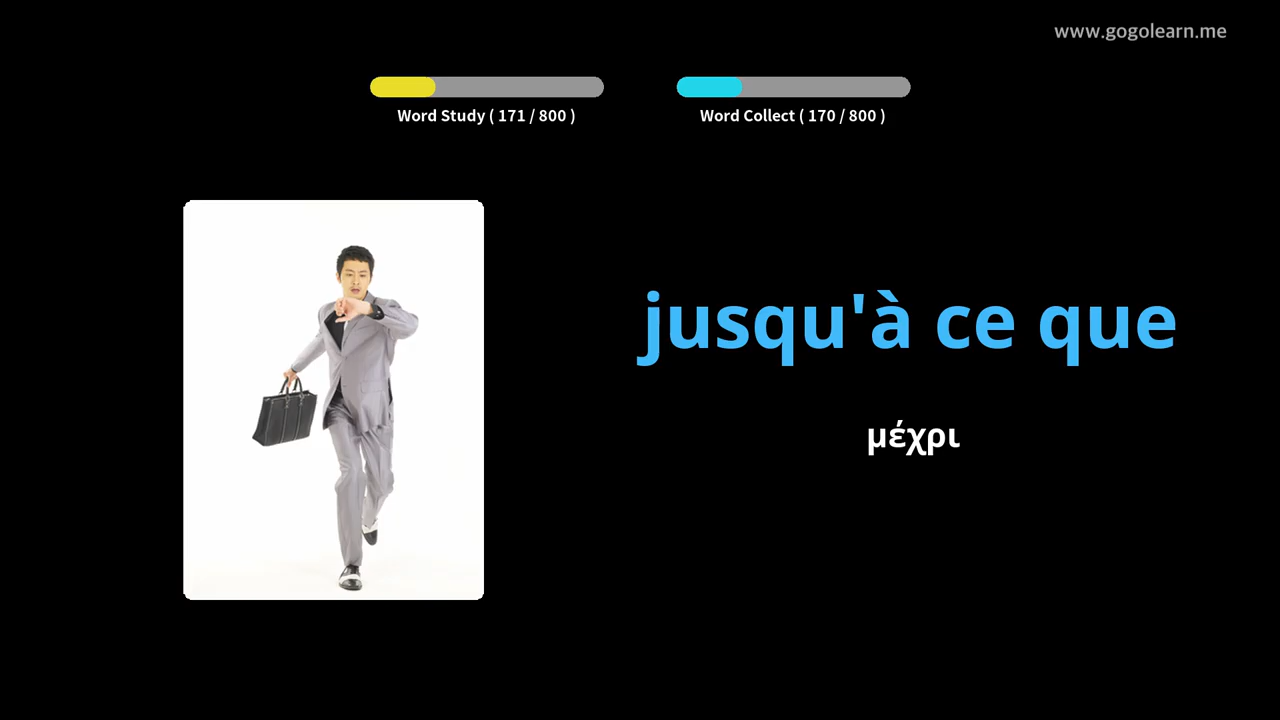 www.gogolearn.me
Word Study ( 171 / 800 )
Word Collect ( 170 / 800 )
jusqu'à ce que
μέχρι